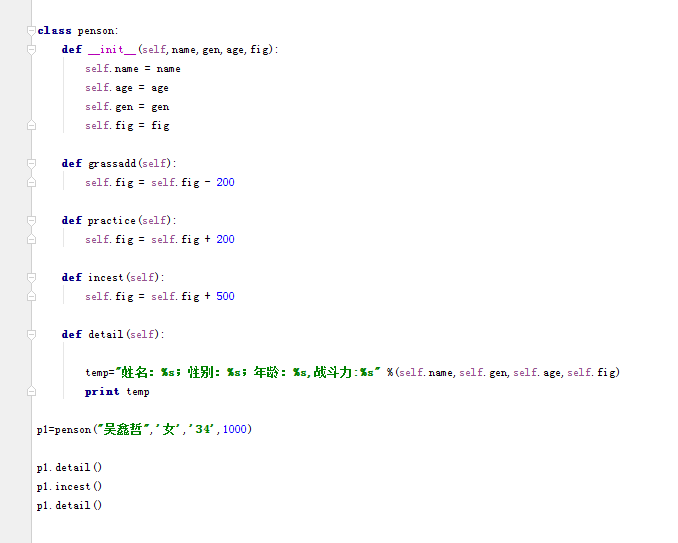 class penson:
def __init__(self,name,gen,age,fig):
self.name = name
self.age = age
self.gen = gen
self.fig = fig
def grassadd(self):
self.fig = self.fig - 200
def practice(self):
self.fig = self.fig + 200
def incest(self):
self.fig = self.fig + 500
def detail(self):
temp="姓名：%s；性别：%s；年龄：%s,战斗力:%s" %(self.name,self.gen,self.age,self.fig)
print temp
p1=penson("吴鑫哲",'女','34',1000)
p1.detail()
p1.incest()
p1.detail()